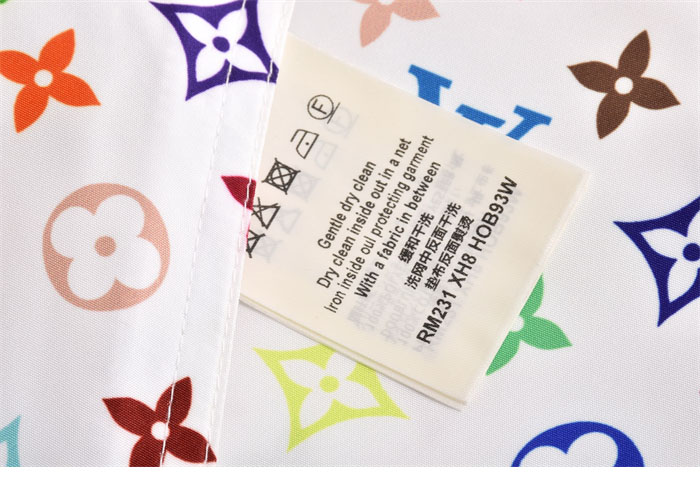 F
Gentle dry clean
Dry clean inside out in a net
Iron inside oul protecting garment
With a fabric in between
缓和干洗
洗网中反面干洗
垫布反面熨烫
RM231 XH8 HOB93W